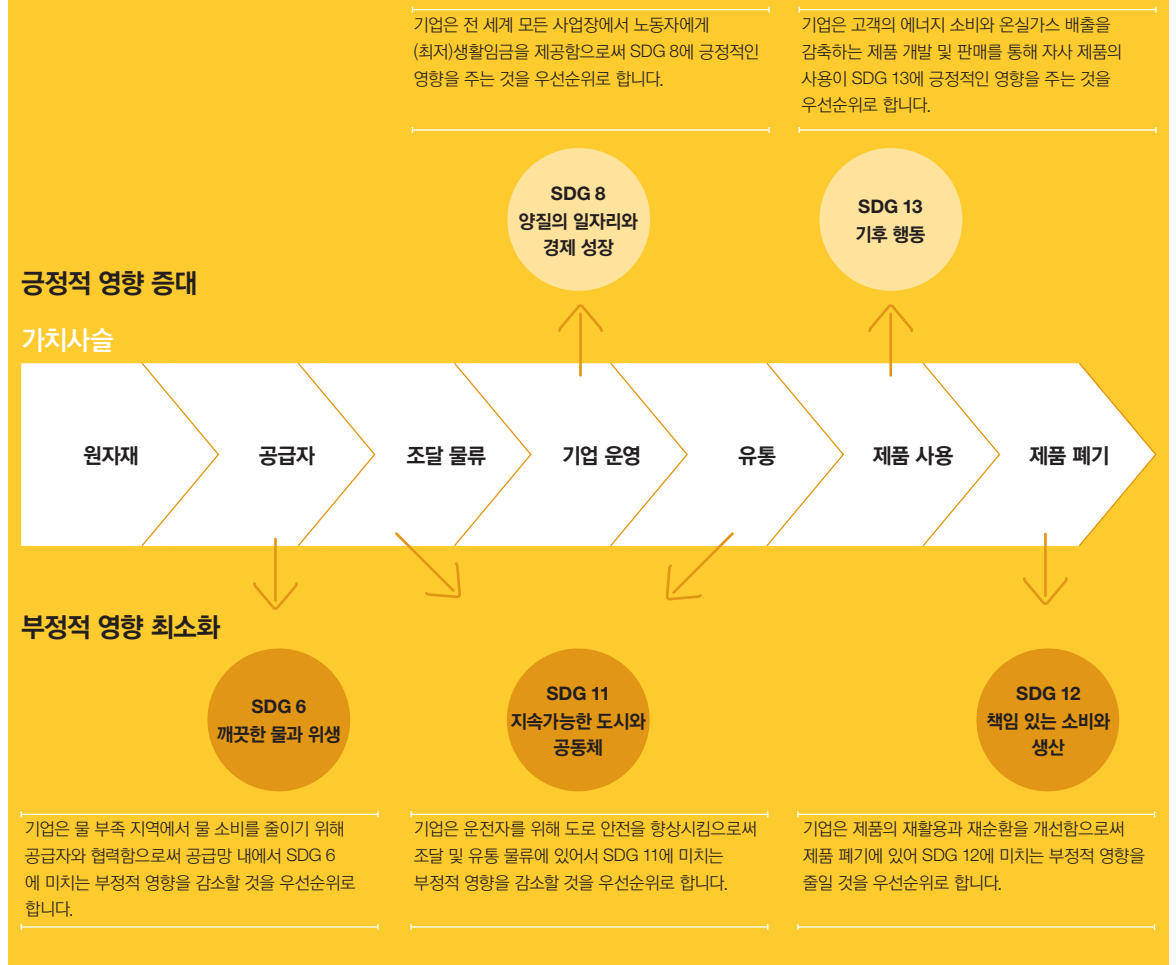 기업은 전 세계 모든 사업장에서 노동자에게
(최저)생활임금을 제공함으로써 SDG 8에 긍정적인
영향을 주는 것을 우선순위로 합니다.
기업은 고객의 에너지 소비와 온실가스 배출을
감축하는 제품 개발 및 판매를 통해 자사 제품의
사용이 SDG 13에 긍정적인 영향을 주는 것을
우선순위로 합니다.
SDG 8
양질의 일자리와
경제 성장
SDG 13
기후 행동
긍정적 영향 증대
가치사슬
원자재
공급자
조달 물류
기업 운영
유통
제품 사용
제품 폐기
부정적 영향 최소화
SDG 6
깨끗한 물과 위생
SDG 11
지속가능한 도시와
공동체
SDG 12
책임 있는 소비와
생산
기업은 물 부족 지역에서 물 소비를 줄이기 위해
공급자와 협력함으로써 공급망 내에서 SDG 6
에 미치는 부정적 영향을 감소할 것을 우선순위로
합니다.
기업은 운전자를 위해 도로 안전을 향상시킴으로써
조달 및 유통 물류에 있어서 SDG 11에 미치는
부정적 영향을 감소할 것을 우선순위로 합니다.
기업은 제품의 재활용과 재순환을 개선함으로써
제품 폐기에 있어 SDG 12에 미치는 부정적 영향을
줄일 것을 우선순위로 합니다.